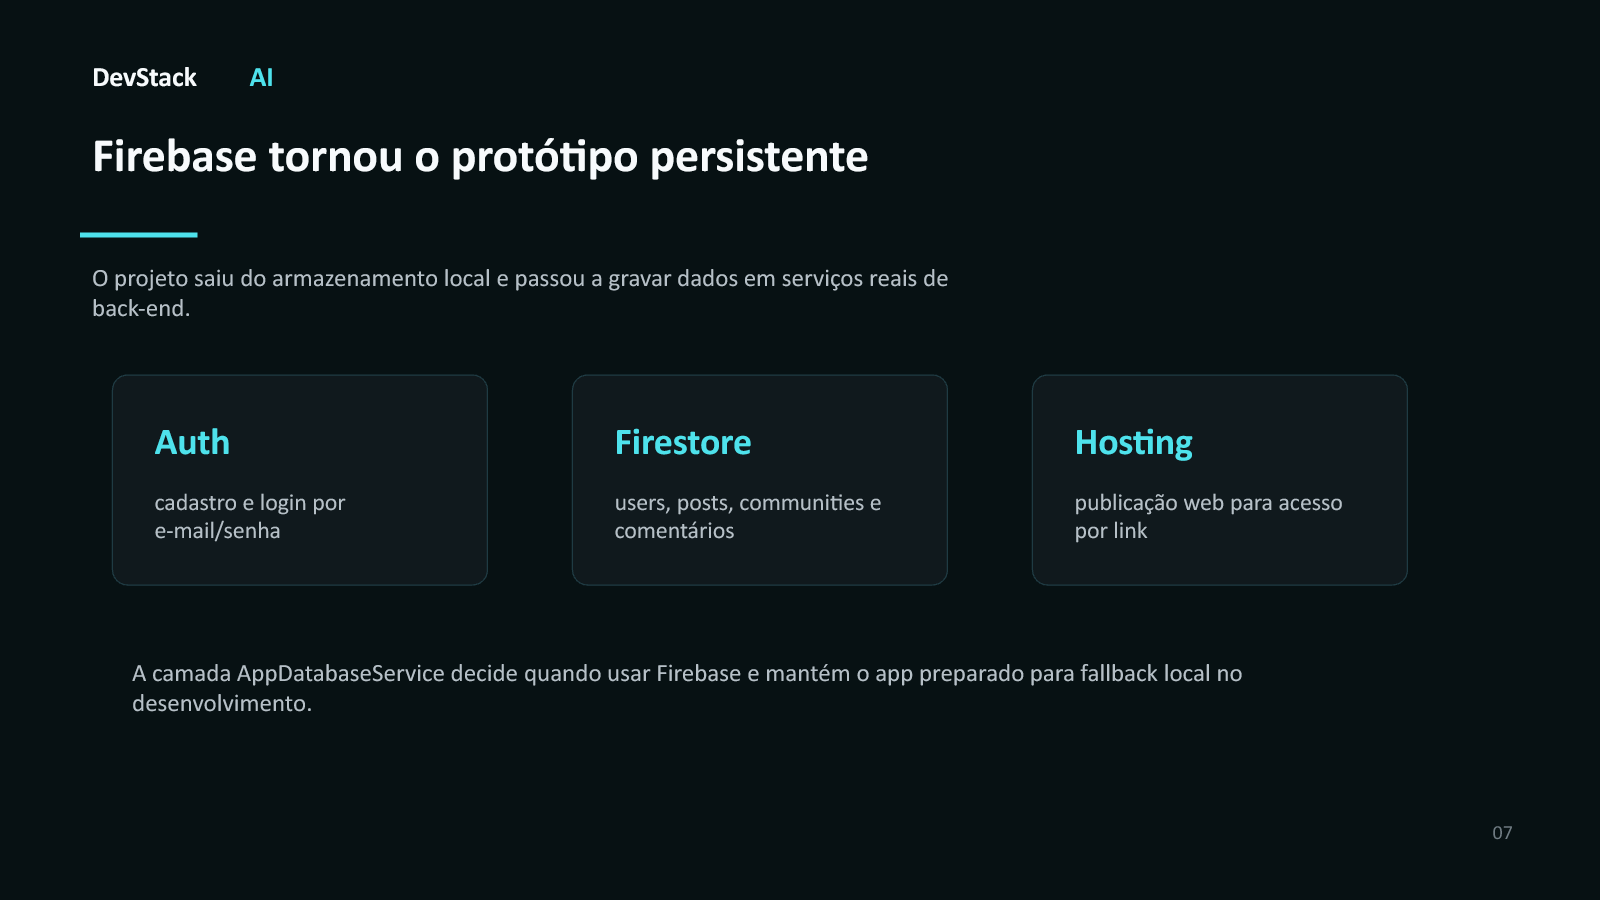 DevStack AI
Firebase tornou o protótipo persistente
O projeto saiu do armazenamento local e passou a gravar dados em serviços reais de
back-end.
Auth
cadastro e login por
e-mail/senha
Firestore
users, posts, communities e
comentários
Hosting
publicação web para acesso
por link
A camada AppDatabaseService decide quando usar Firebase e mantém o app preparado para fallback local no
desenvolvimento.
07